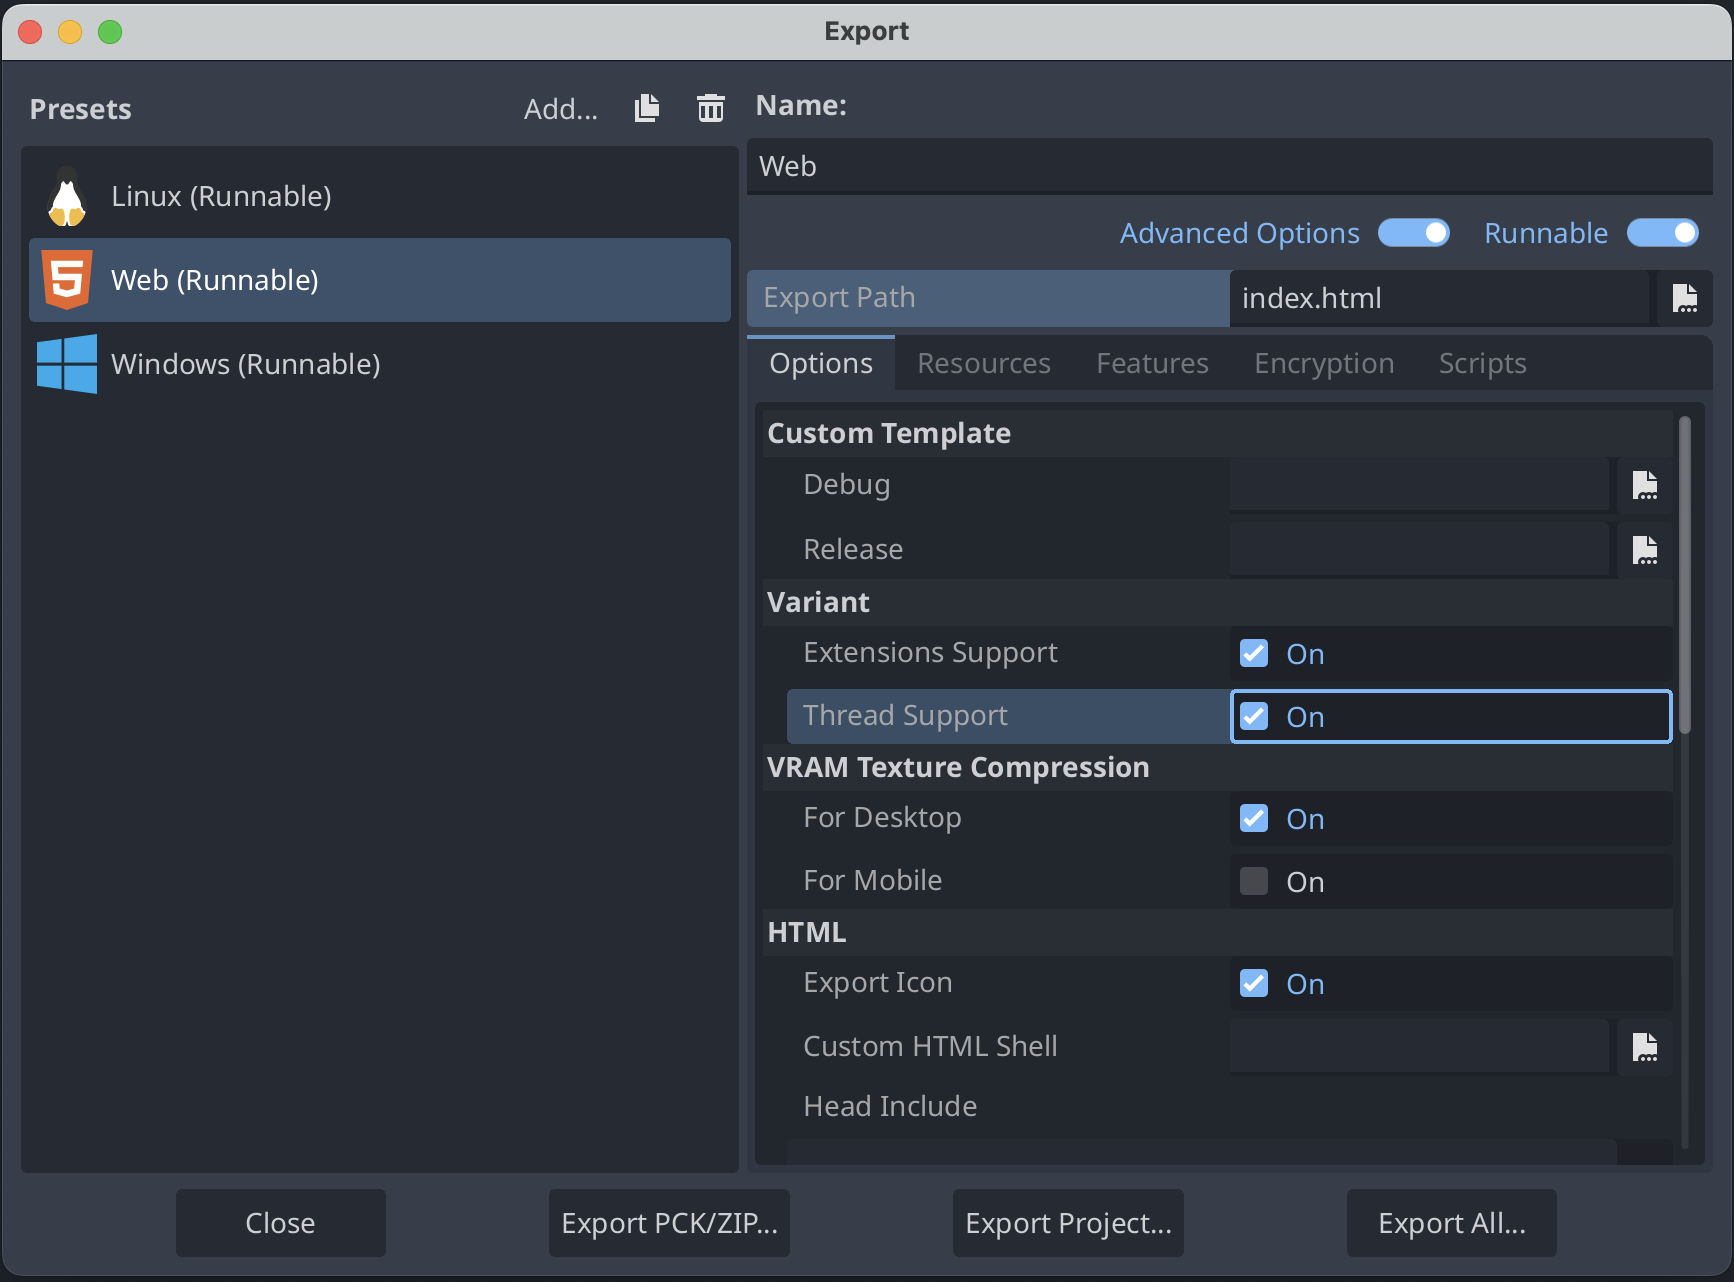 Export
Presets
Add...
Linux (Runnable)
Web (Runnable)
Windows (Runnable)
Name:
Web
Advanced Options
Runnable
Export Path
index.html
Options
Resources
Features
Encryption
Scripts
Custom Template
Debug
Release
Variant
Extensions Support
On
Thread Support
On
VRAM Texture Compression
For Desktop
On
For Mobile
On
HTML
Export Icon
On
Custom HTML Shell
Head Include
Close
Export PCK/ZIP...
Export Project...
Export All...